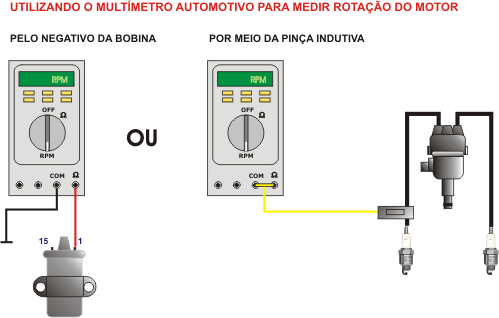 UTILIZANDO O MULTÍMETRO AUTOMOTIVO PARA MEDIR ROTAÇÃO DO MOTOR
PELO NEGATIVO DA BOBINA
POR MEIO DA PINÇA INDUTIVA
RPM
OFF
Ω
RPM
COM Ω
15 1
OU
RPM
OFF
Ω
RPM
COM Ω